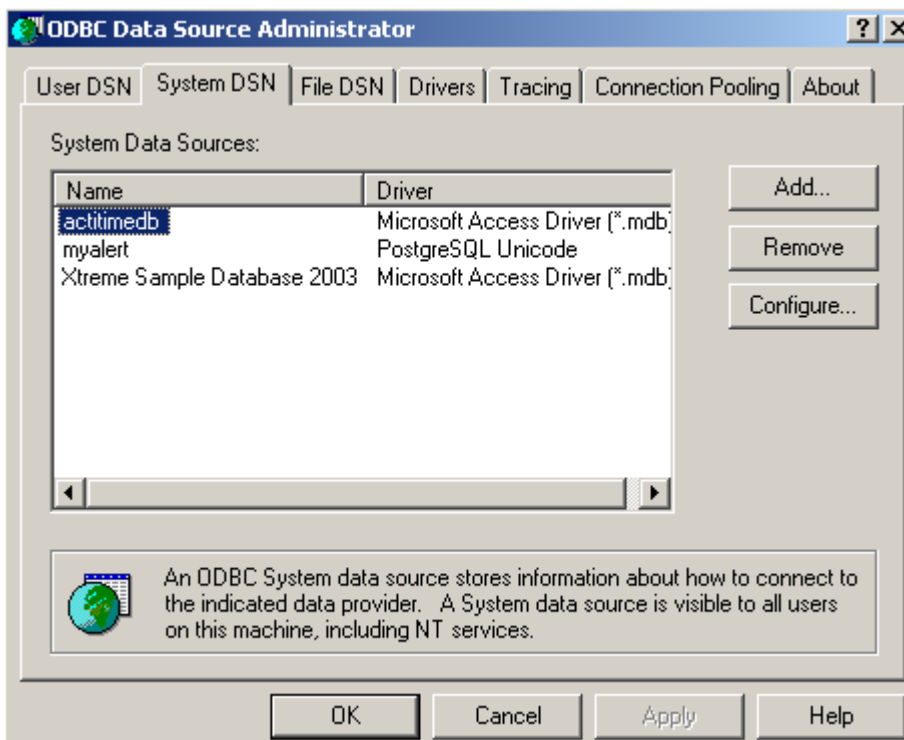 ODBC Data Source Administrator
User DSN System DSN File DSN Drivers Tracing Connection Pooling About
System Data Sources:
Name Driver
actitimedb Microsoft Access Driver (*.mdb)
myalert PostgreSQL Unicode
Xtreme Sample Database 2003 Microsoft Access Driver (*.mdb)
Add...
Remove
Configure...
An ODBC System data source stores information about how to connect to
the indicated data provider. A System data source is visible to all users
on this machine, including NT services.
OK Cancel Apply Help